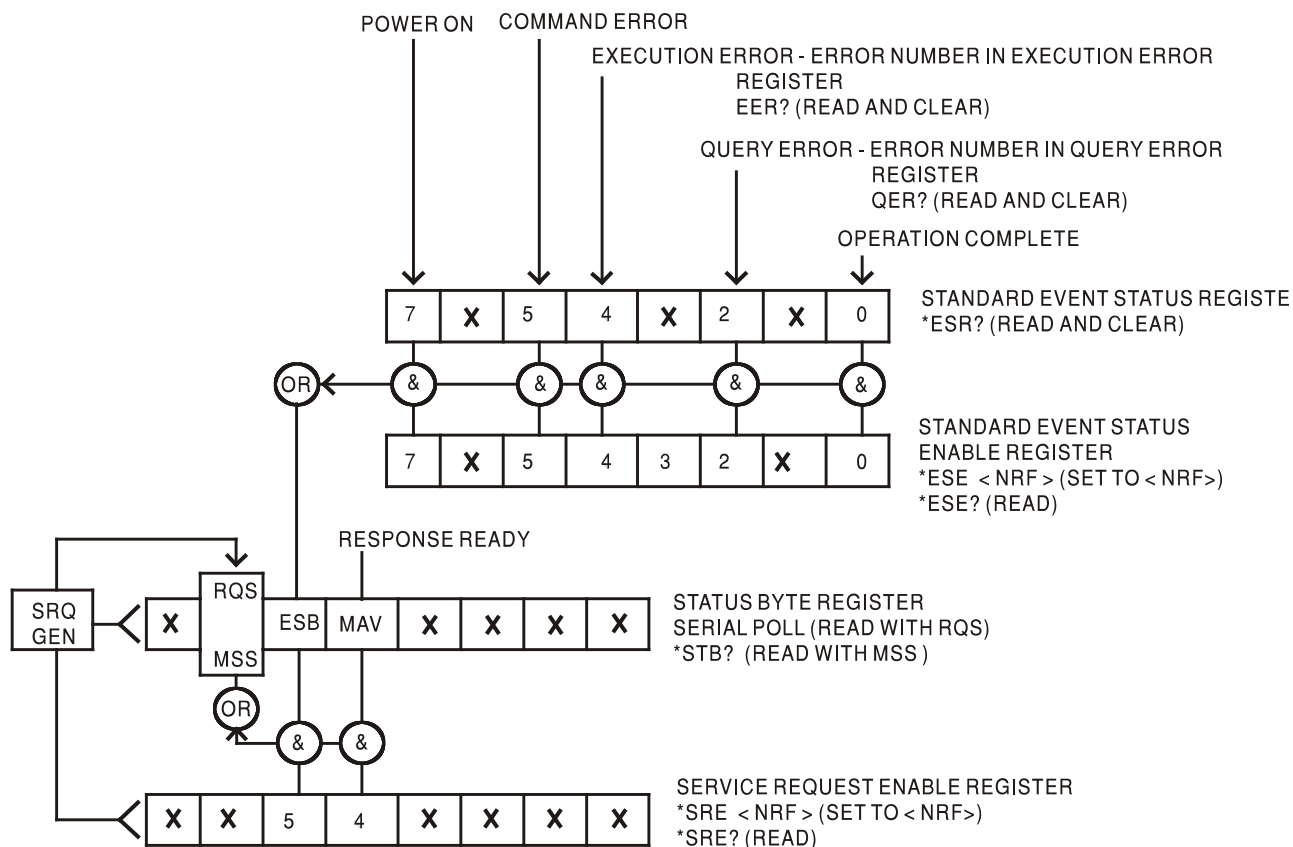 POWER ON COMMAND ERROR
EXECUTION ERROR - ERROR NUMBER IN EXECUTION ERROR
REGISTER
EER? (READ AND CLEAR)
QUERY ERROR - ERROR NUMBER IN QUERY ERROR
REGISTER
QER? (READ AND CLEAR)
OPERATION COMPLETE
7 X 5 4 X 2 X 0
STANDARD EVENT STATUS REGISTE
*ESR? (READ AND CLEAR)
OR & & & & &
7 X 5 4 3 2 X 0
STANDARD EVENT STATUS
ENABLE REGISTER
*ESE < NRF > (SET TO < NRF>)
*ESE? (READ)
RESPONSE READY
SRQ
GEN
X RQS ESB MAV X X X X
MSS
STATUS BYTE REGISTER
SERIAL POLL (READ WITH RQS)
*STB? (READ WITH MSS )
OR
& &
X X 5 4 X X X X
SERVICE REQUEST ENABLE REGISTER
*SRE < NRF > (SET TO < NRF>)
*SRE? (READ)